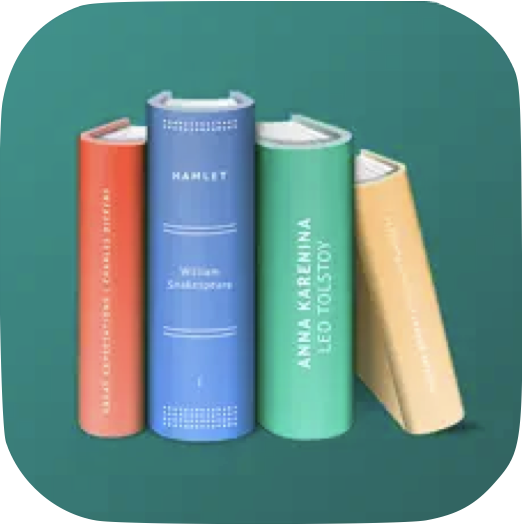 GREAT EXPECTATIONS / CHARLES DICKENS
HAMLET
William
Shakespeare
I
ANNA KARENINA
LEO TOLSTOY